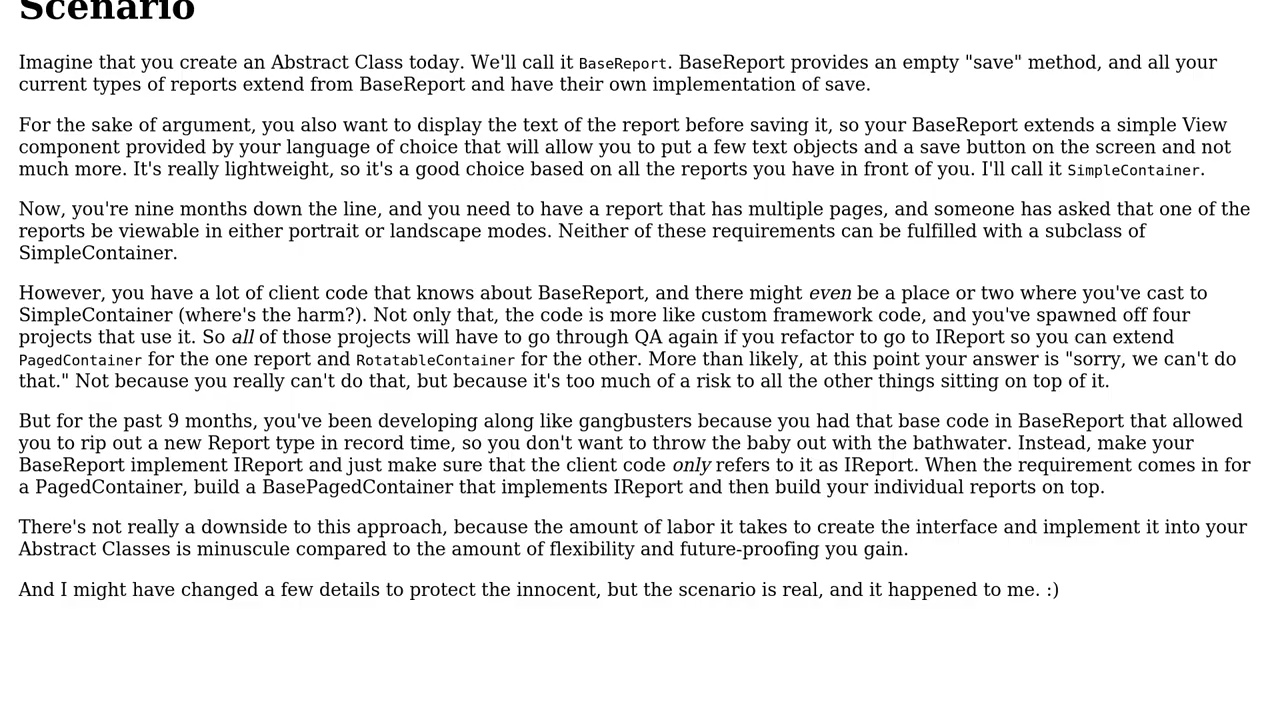 Scenario
Imagine that you create an Abstract Class today. We'll call it BaseReport. BaseReport provides an empty "save" method, and all your
current types of reports extend from BaseReport and have their own implementation of save.
For the sake of argument, you also want to display the text of the report before saving it, so your BaseReport extends a simple View
component provided by your language of choice that will allow you to put a few text objects and a save button on the screen and not
much more. It's really lightweight, so it's a good choice based on all the reports you have in front of you. I'll call it SimpleContainer.
Now, you're nine months down the line, and you need to have a report that has multiple pages, and someone has asked that one of the
reports be viewable in either portrait or landscape modes. Neither of these requirements can be fulfilled with a subclass of
SimpleContainer.
However, you have a lot of client code that knows about BaseReport, and there might even be a place or two where you've cast to
SimpleContainer (where's the harm?). Not only that, the code is more like custom framework code, and you've spawned off four
projects that use it. So all of those projects will have to go through QA again if you refactor to go to IReport so you can extend
PagedContainer for the one report and RotatableContainer for the other. More than likely, at this point your answer is "sorry, we can't do
that." Not because you really can't do that, but because it's too much of a risk to all the other things sitting on top of it.
But for the past 9 months, you've been developing along like gangbusters because you had that base code in BaseReport that allowed
you to rip out a new Report type in record time, so you don't want to throw the baby out with the bathwater. Instead, make your
BaseReport implement IReport and just make sure that the client code only refers to it as IReport. When the requirement comes in for
a PagedContainer, build a BasePagedContainer that implements IReport and then build your individual reports on top.
There's not really a downside to this approach, because the amount of labor it takes to create the interface and implement it into your
Abstract Classes is minuscule compared to the amount of flexibility and future-proofing you gain.
And I might have changed a few details to protect the innocent, but the scenario is real, and it happened to me. :)